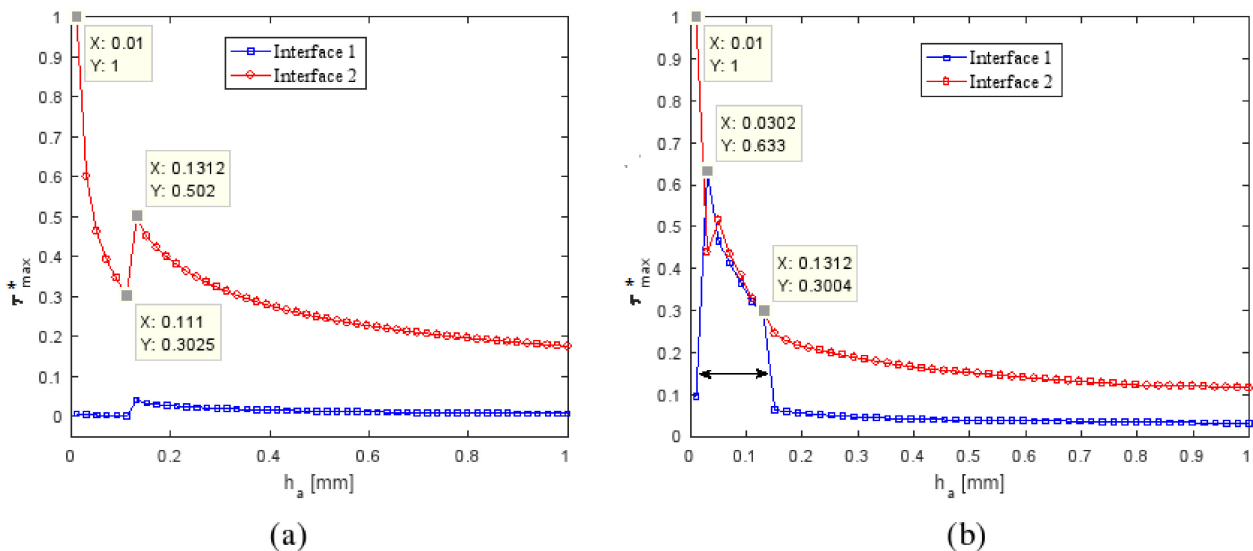 1
0.9
0.8
0.7
0.6
0.5
0.4
0.3
0.2
0.1
0
X: 0.01
Y: 1
Interface 1
Interface 2
X: 0.1312
Y: 0.502
X: 0.111
Y: 0.3025
τ*max
0 0.2 0.4 0.6 0.8 1
ha [mm]
(a)
1
0.9
0.8
0.7
0.6
0.5
0.4
0.3
0.2
0.1
0
X: 0.01
Y: 1
Interface 1
Interface 2
X: 0.0302
Y: 0.633
X: 0.1312
Y: 0.3004
τ*max
0 0.1 0.2 0.3 0.4 0.5 0.6 0.7 0.8 0.9 1
ha [mm]
(b)